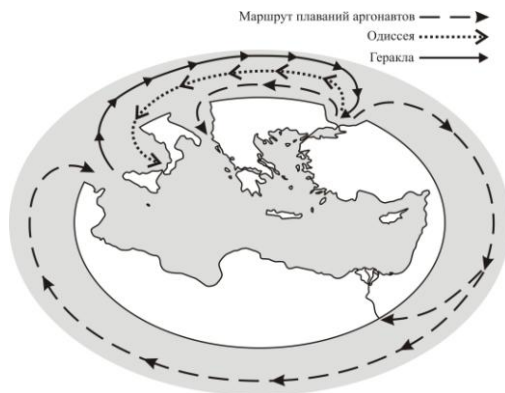 Маршрут плаваний аргонавтов
Одиссея
Геракла